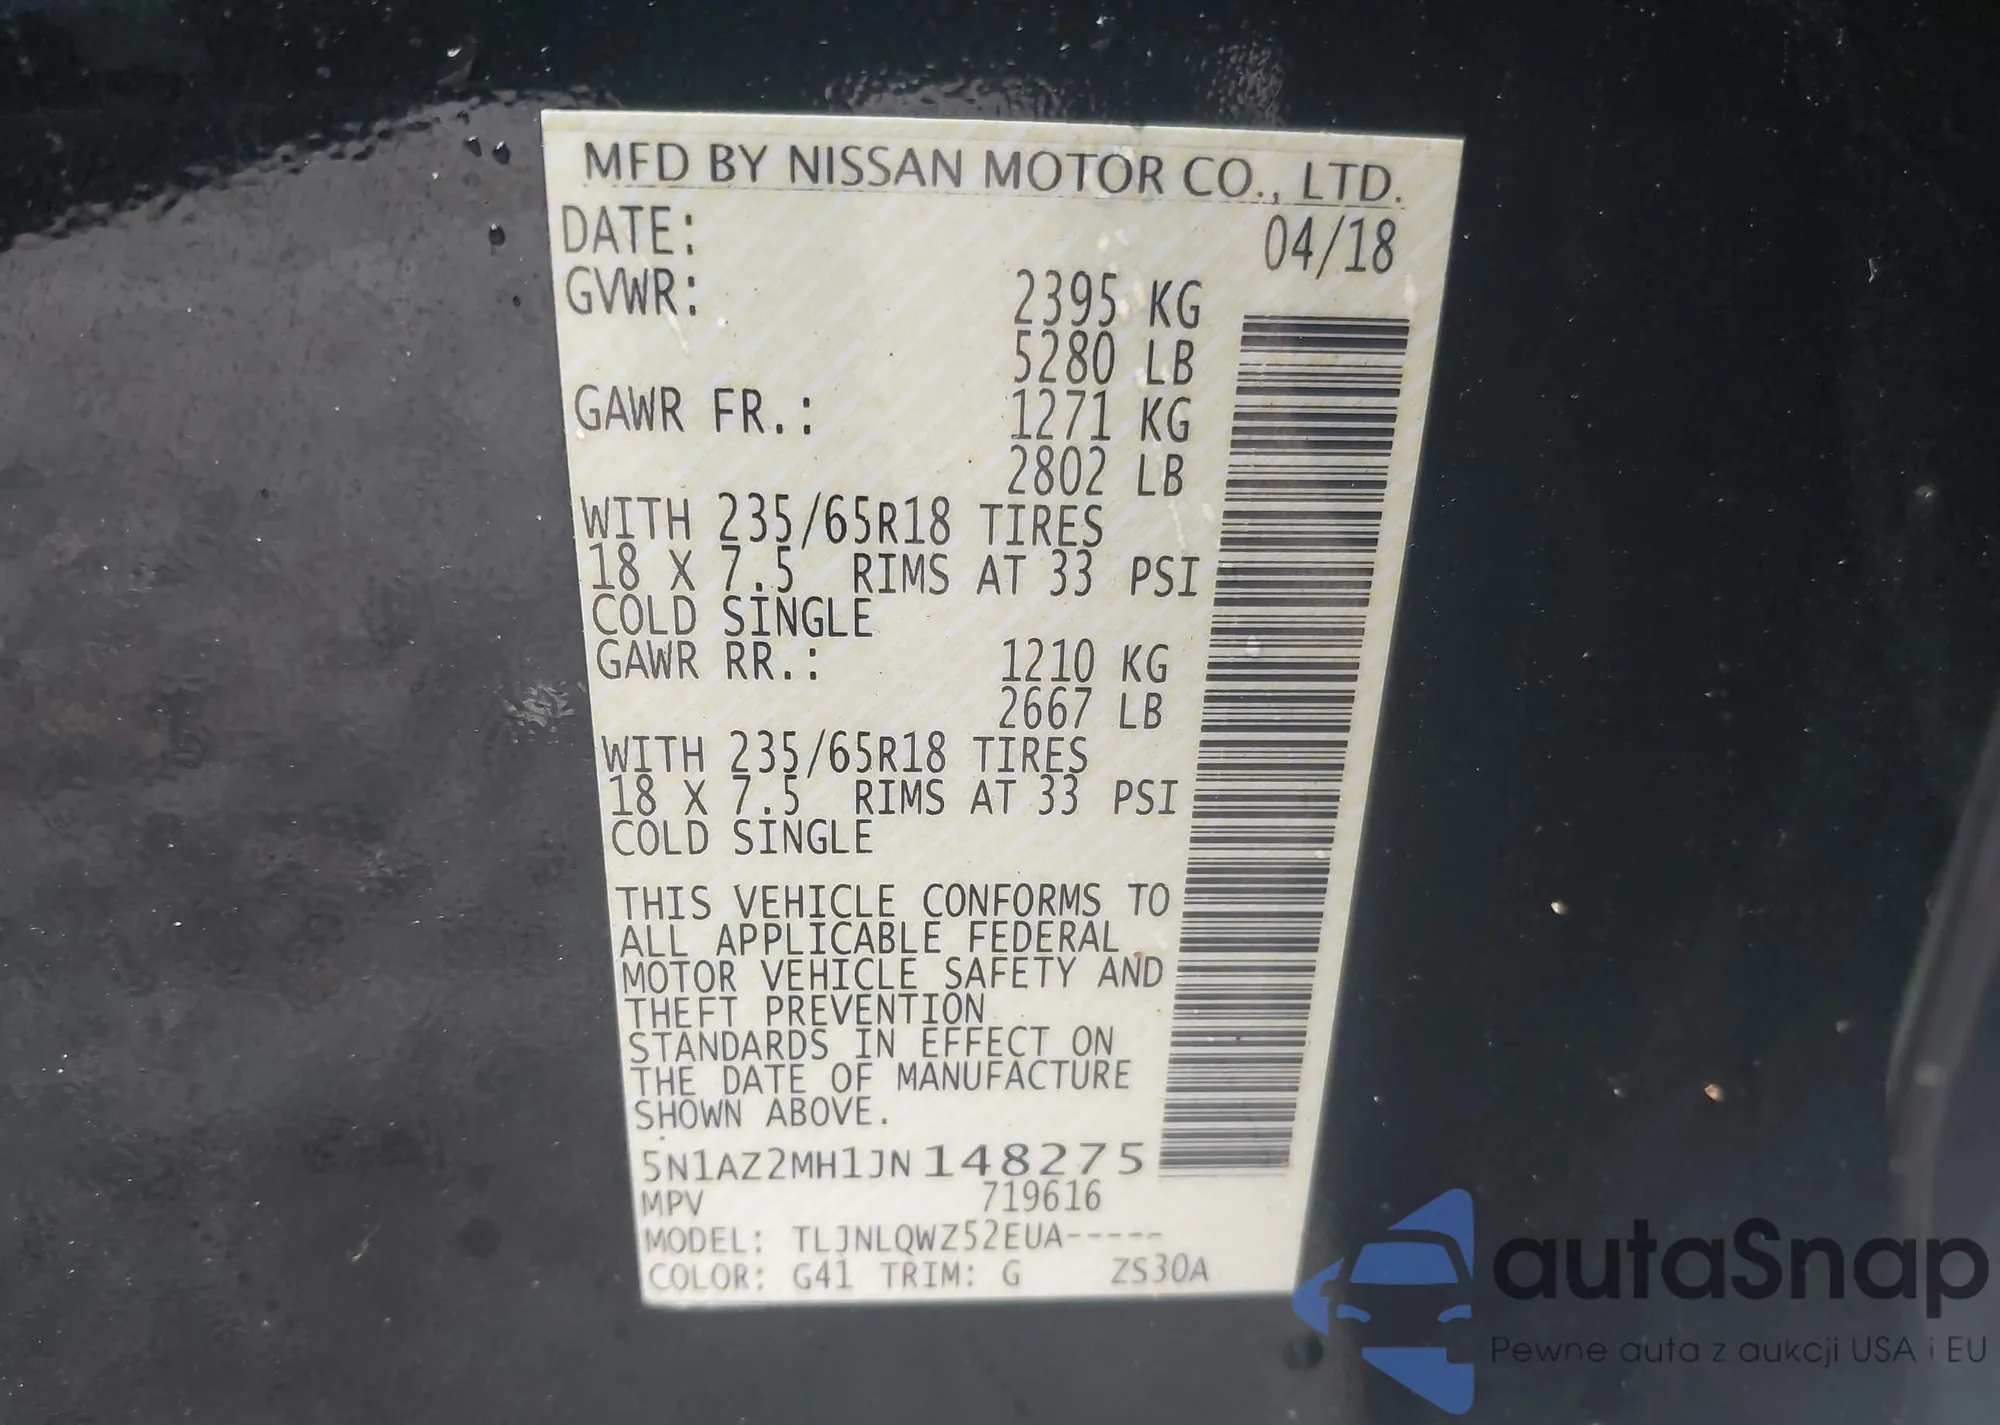 MFD BY NISSAN MOTOR CO., LTD.
DATE: 04/18
GVWR: 2395 KG
5280 LB
GAWR FR.: 1271 KG
2802 LB
WITH 235/65R18 TIRES
18 X 7.5 RIMS AT 33 PSI
COLD SINGLE
GAWR RR.: 1210 KG
2667 LB
WITH 235/65R18 TIRES
18 X 7.5 RIMS AT 33 PSI
COLD SINGLE
THIS VEHICLE CONFORMS TO
ALL APPLICABLE FEDERAL
MOTOR VEHICLE SAFETY AND
THEFT PREVENTION
STANDARDS IN EFFECT ON
THE DATE OF MANUFACTURE
SHOWN ABOVE.
5N1AZ2MH1JN148275
MPV 719616
MODEL: TLJNLQWZ52EUA-----
COLOR: G41 TRIM: G ZS30A
autaSnap
Pewne auta z aukcji USA i EU